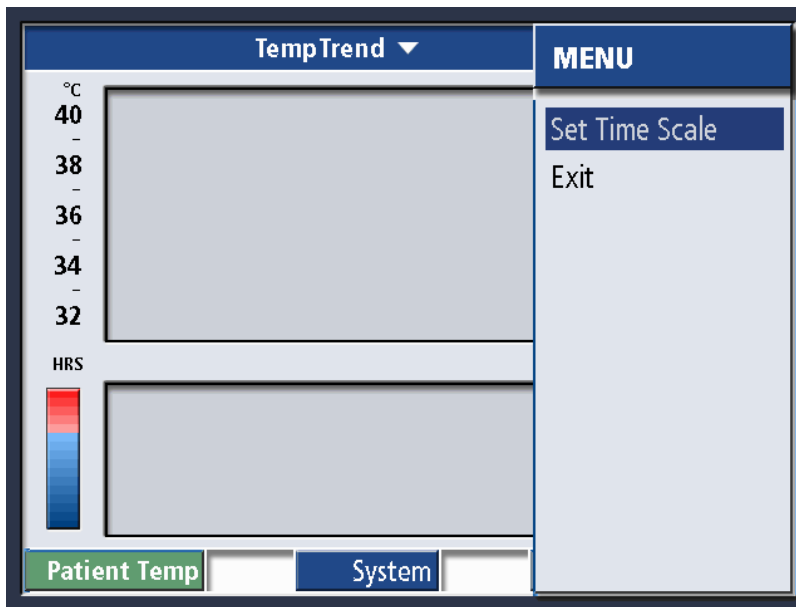 TempTrend
MENU
°C
40
38
36
34
32
HRS
Set Time Scale
Exit
Patient Temp
System